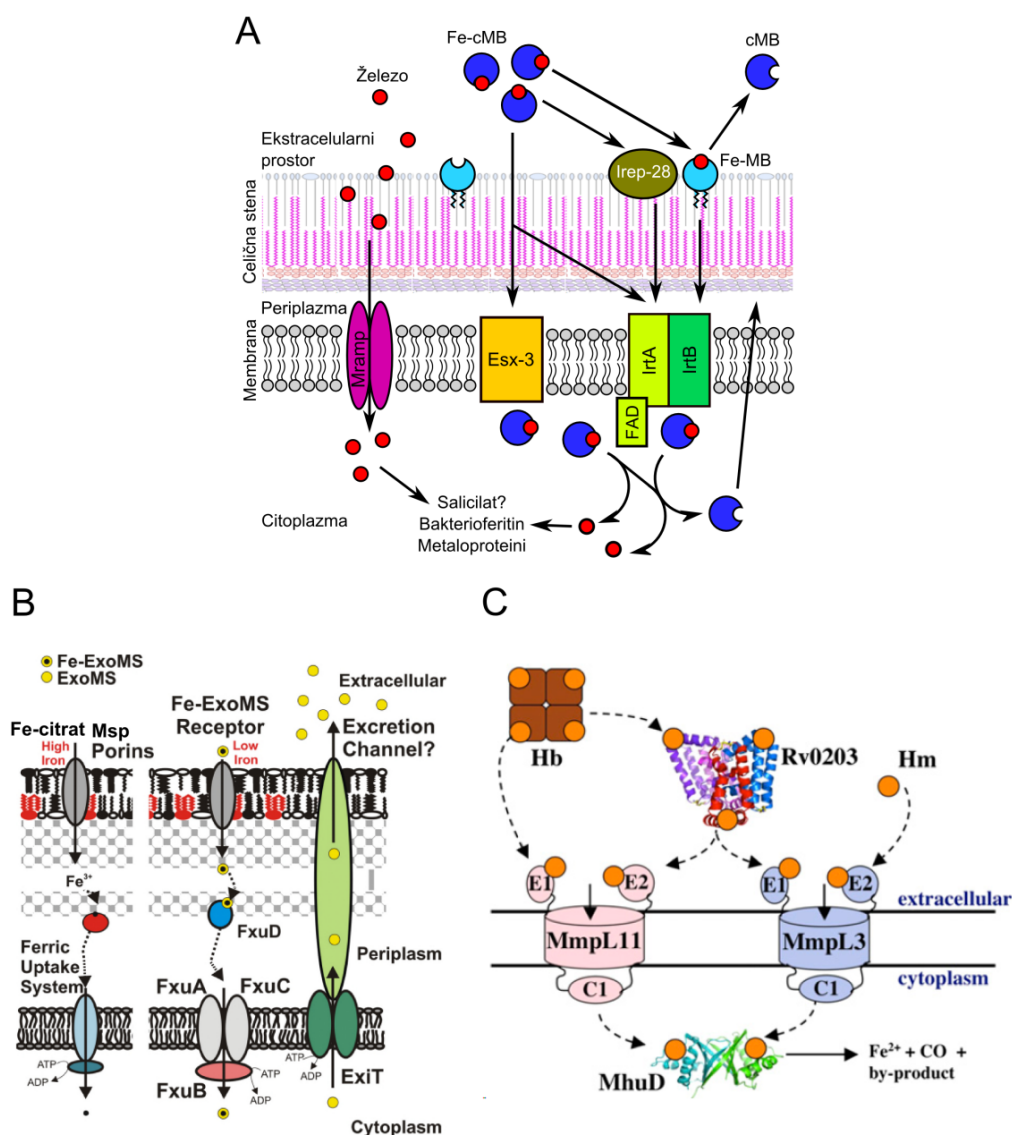 A
Fe-cMB
cMB
Železo
Ekstracelularni
prostor
Irep-28
Fe-MB
Celična stena
Periplazma
Membrana
Mramp
Esx-3
IrtA
IrtB
FAD
Salicilat?
Bakterioferitin
Metaloproteini
Citoplazma
B
Fe-ExoMS
ExoMS
Extracellular
Fe-citrat
Msp
Porins
High
Iron
Fe-ExoMS
Receptor
Low
Iron
Excretion
Channel?
Fe3+
FxuD
Ferric
Uptake
System
Periplasm
FxuA
FxuC
ATP
ADP
FxuB
ATP
ADP
ATP
ADP
ExiT
Cytoplasm
C
Hb
Rv0203
Hm
E1
E2
E1
E2
extracellular
MmpL11
MmpL3
cytoplasm
C1
C1
MhuD
Fe2+ + CO +
by-product